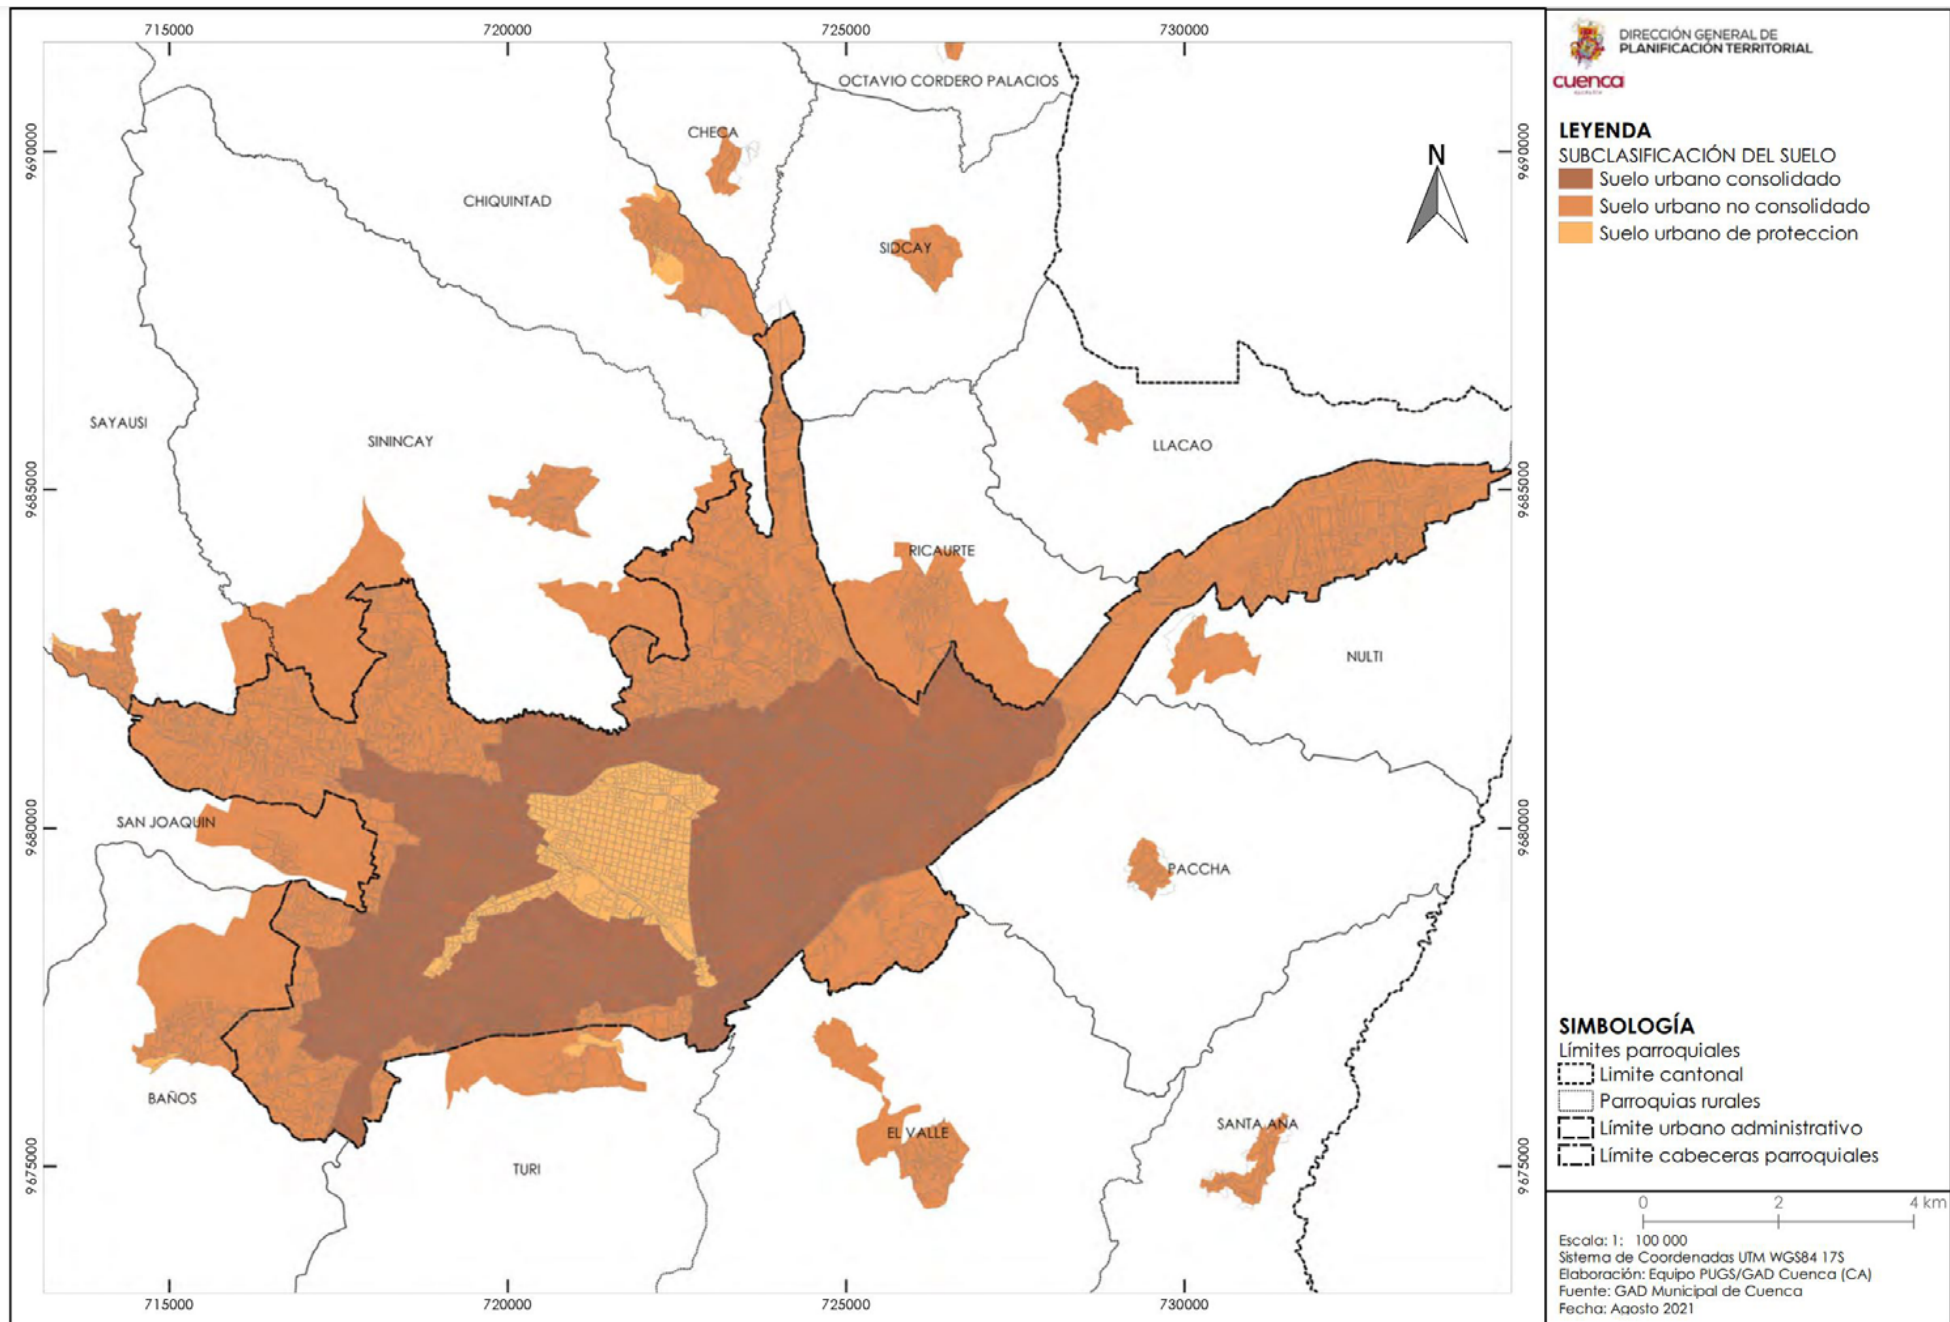 715000
720000
725000
730000
DIRECCIÓN GENERAL DE
PLANIFICACIÓN TERRITORIAL
cuenca
OCTAVIO CORDERO PALACIOS
CHECA
9690000
9690000
N
CHIQUINTAD
SIDCAY
LEYENDA
SUBCLASIFICACIÓN DEL SUELO
Suelo urbano consolidado
Suelo urbano no consolidado
Suelo urbano de proteccion
SAYAUSI
SININCAY
LLACAO
9685000
9685000
RICAURTE
NULTI
SAN JOAQUIN
9680000
9680000
PACCHA
BAÑOS
TURI
EL VALLE
SANTA ANA
9675000
9675000
715000
720000
725000
730000
SIMBOLOGÍA
Límites parroquiales
Limite cantonal
Parroquias rurales
Límite urbano administrativo
Límite cabeceras parroquiales
0 2 4 km
Escala: 1: 100 000
Sistema de Coordenadas UTM WGS84 17S
Elaboración: Equipo PUGS/GAD Cuenca (CA)
Fuente: GAD Municipal de Cuenca
Fecha: Agosto 2021